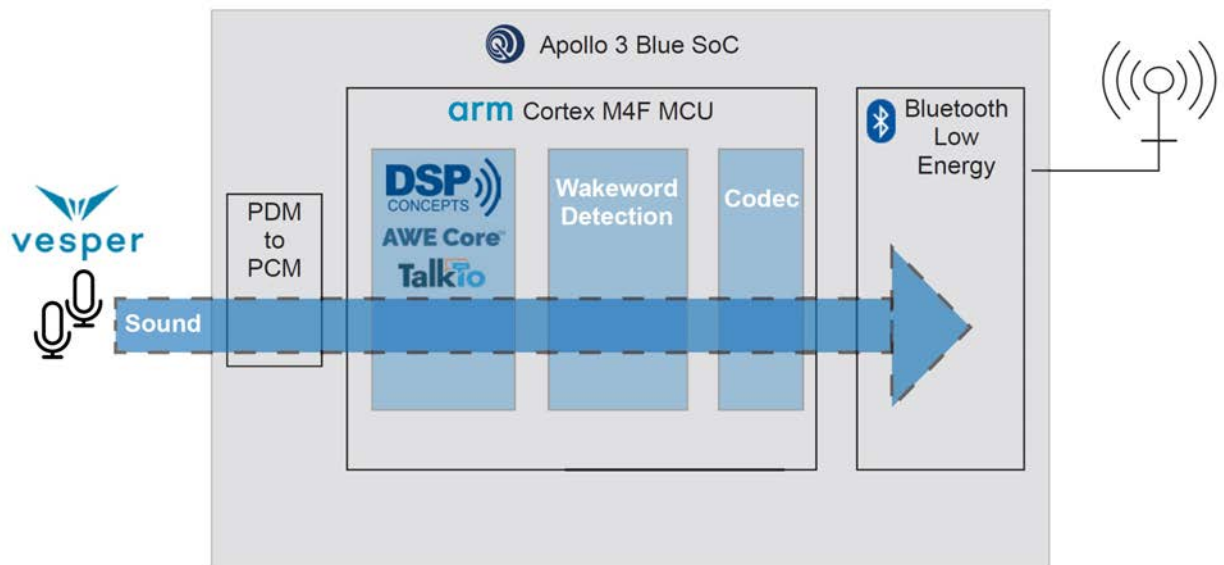 Apollo 3 Blue SoC
arm Cortex M4F MCU
Bluetooth
Low
Energy
DSP
CONCEPTS
AWE Core™
TalkTo
Wakeword
Detection
Codec
PDM
to
PCM
vesper
Sound